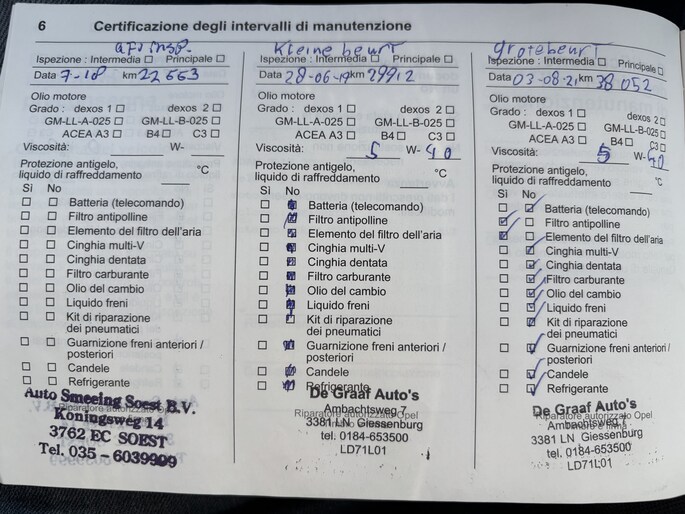 6 Certificazione degli intervalli di manutenzione
Ispezione: Intermedia Principale
Data 7-18 km 22663
Olio motore
Grado: dexos 1 dexos 2
GM-LL-A-025 GM-LL-B-025
ACEA A3 B4 C3
Viscosità: W-
Protezione antigelo,
liquido di raffreddamento °C
Sì No
Batteria (telecomando)
Filtro antipolline
Elemento del filtro dell'aria
Cinghia multi-V
Cinghia dentata
Filtro carburante
Olio del cambio
Liquido freni
Kit di riparazione
dei pneumatici
Guarnizione freni anteriori /
posteriori
Candele
Refrigerante
Riparatore autorizzato Opel
Auto Smeeing Soest B.V.
Koningsweg 14
3762 EC SOEST
Tel. 035 - 6039999
Kleine beurt
Ispezione: Intermedia Principale
Data 28-06-19 km 29912
Olio motore
Grado: dexos 1 dexos 2
GM-LL-A-025 GM-LL-B-025
ACEA A3 B4 C3
Viscosità: 5 W- 40
Protezione antigelo,
liquido di raffreddamento °C
Sì No
Batteria (telecomando)
Filtro antipolline
Elemento del filtro dell'aria
Cinghia multi-V
Cinghia dentata
Filtro carburante
Olio del cambio
Liquido freni
Kit di riparazione
dei pneumatici
Guarnizione freni anteriori /
posteriori
Candele
Refrigerante
De Graaf Auto's
Riparatore autorizzato Opel
Ambachtsweg 7
3381 LN Giessenburg
tel. 0184-653500
LD71L01
Grote beurt
Ispezione: Intermedia Principale
Data 03-08-21 km 38052
Olio motore
Grado: dexos 1 dexos 2
GM-LL-A-025 GM-LL-B-025
ACEA A3 B4 C3
Viscosità: 5 W- 40
Protezione antigelo,
liquido di raffreddamento °C
Sì No
Batteria (telecomando)
Filtro antipolline
Elemento del filtro dell'aria
Cinghia multi-V
Cinghia dentata
Filtro carburante
Olio del cambio
Liquido freni
Kit di riparazione
dei pneumatici
Guarnizione freni anteriori /
posteriori
Candele
Refrigerante
De Graaf Auto's
Riparatore autorizzato Opel
Ambachtsweg 7
3381 LN Giessenburg
tel. 0184-653500
LD71L01